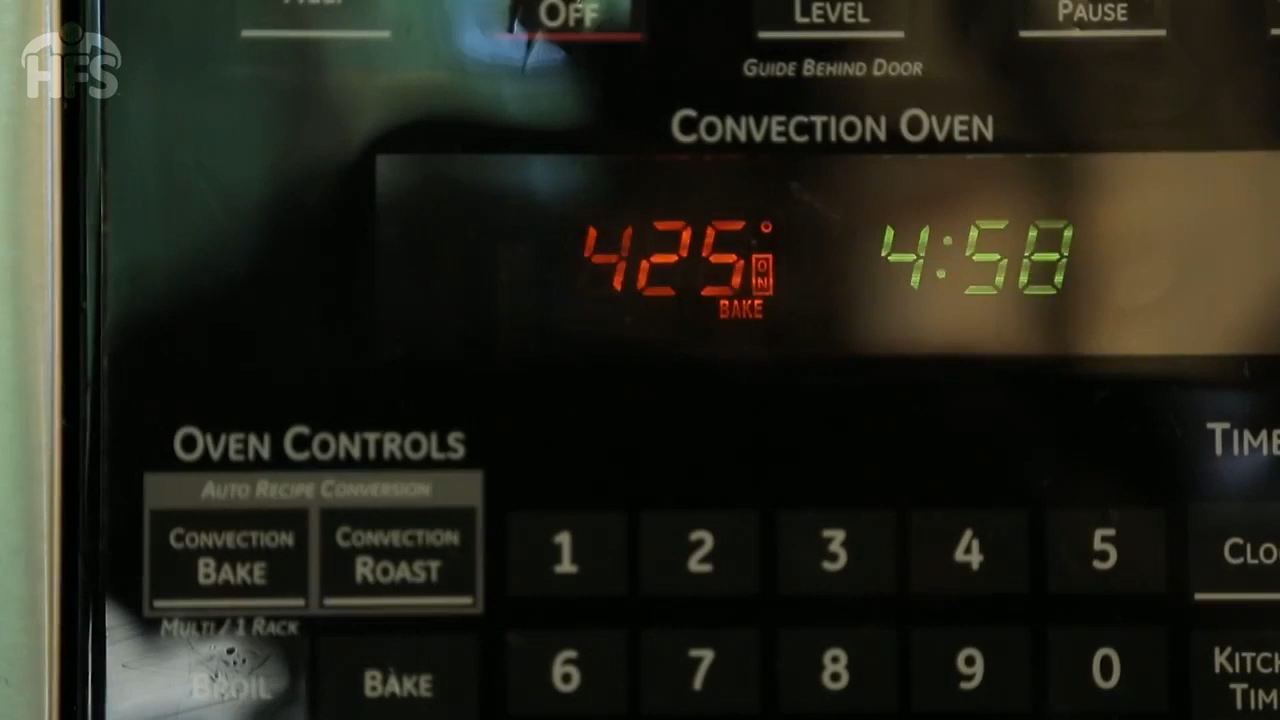 HFS
OFF
LEVEL
PAUSE
GUIDE BEHIND DOOR
CONVECTION OVEN
425°
ON
BAKE
4:58
OVEN CONTROLS
AUTO RECIPE CONVERSION
CONVECTION
BAKE
CONVECTION
ROAST
MULTI / 1 RACK
BROIL
BAKE
1 2 3 4 5
6 7 8 9 0
TIME
CLO
KITCH
TIM